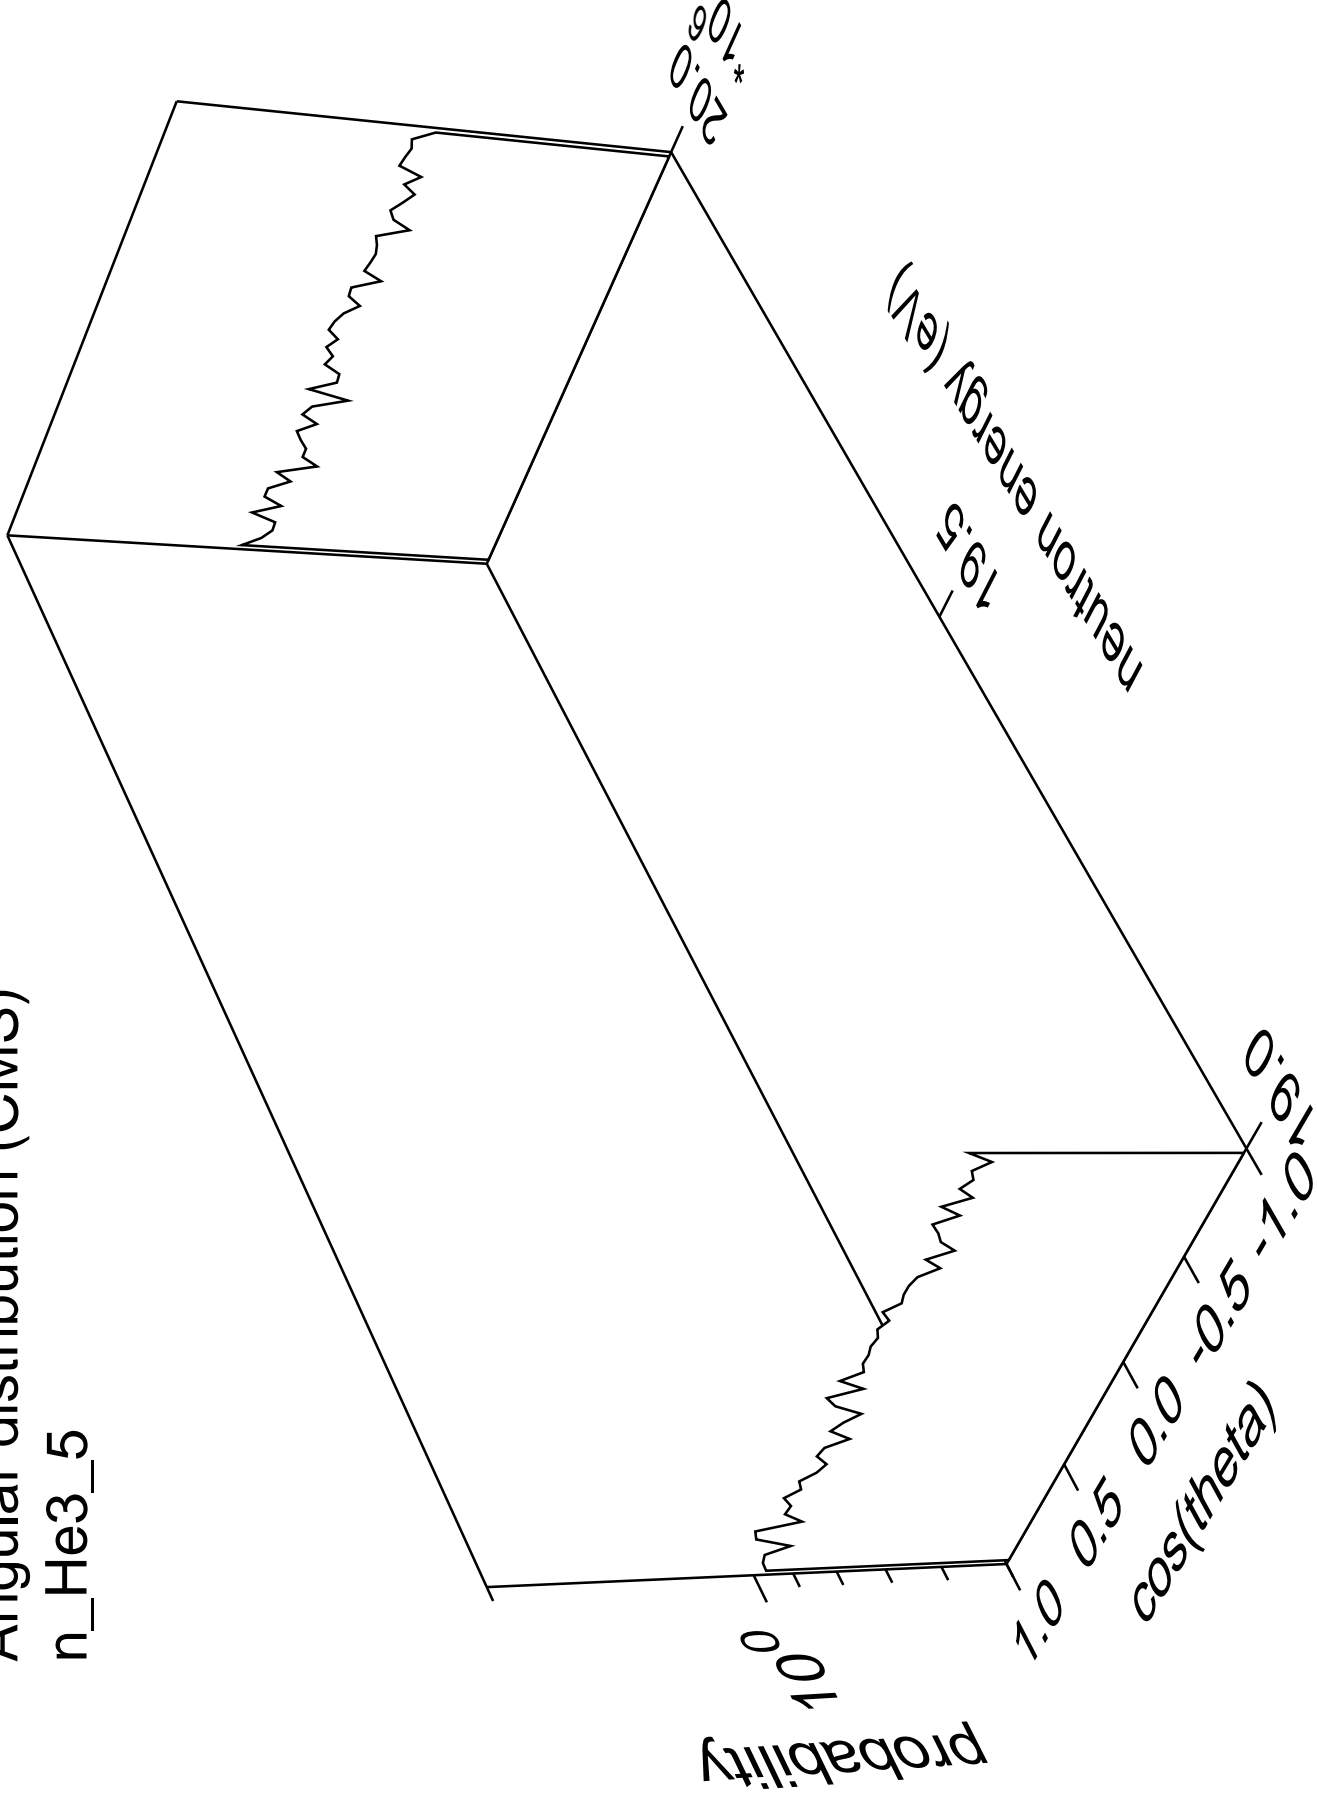 Angular distribution (CMS)
n_He3_5
probability
10^0
cos(theta)
1.0
0.5
0.0
-0.5
-1.0
neutron energy (eV)
19.0
19.5
20.0
*10^6